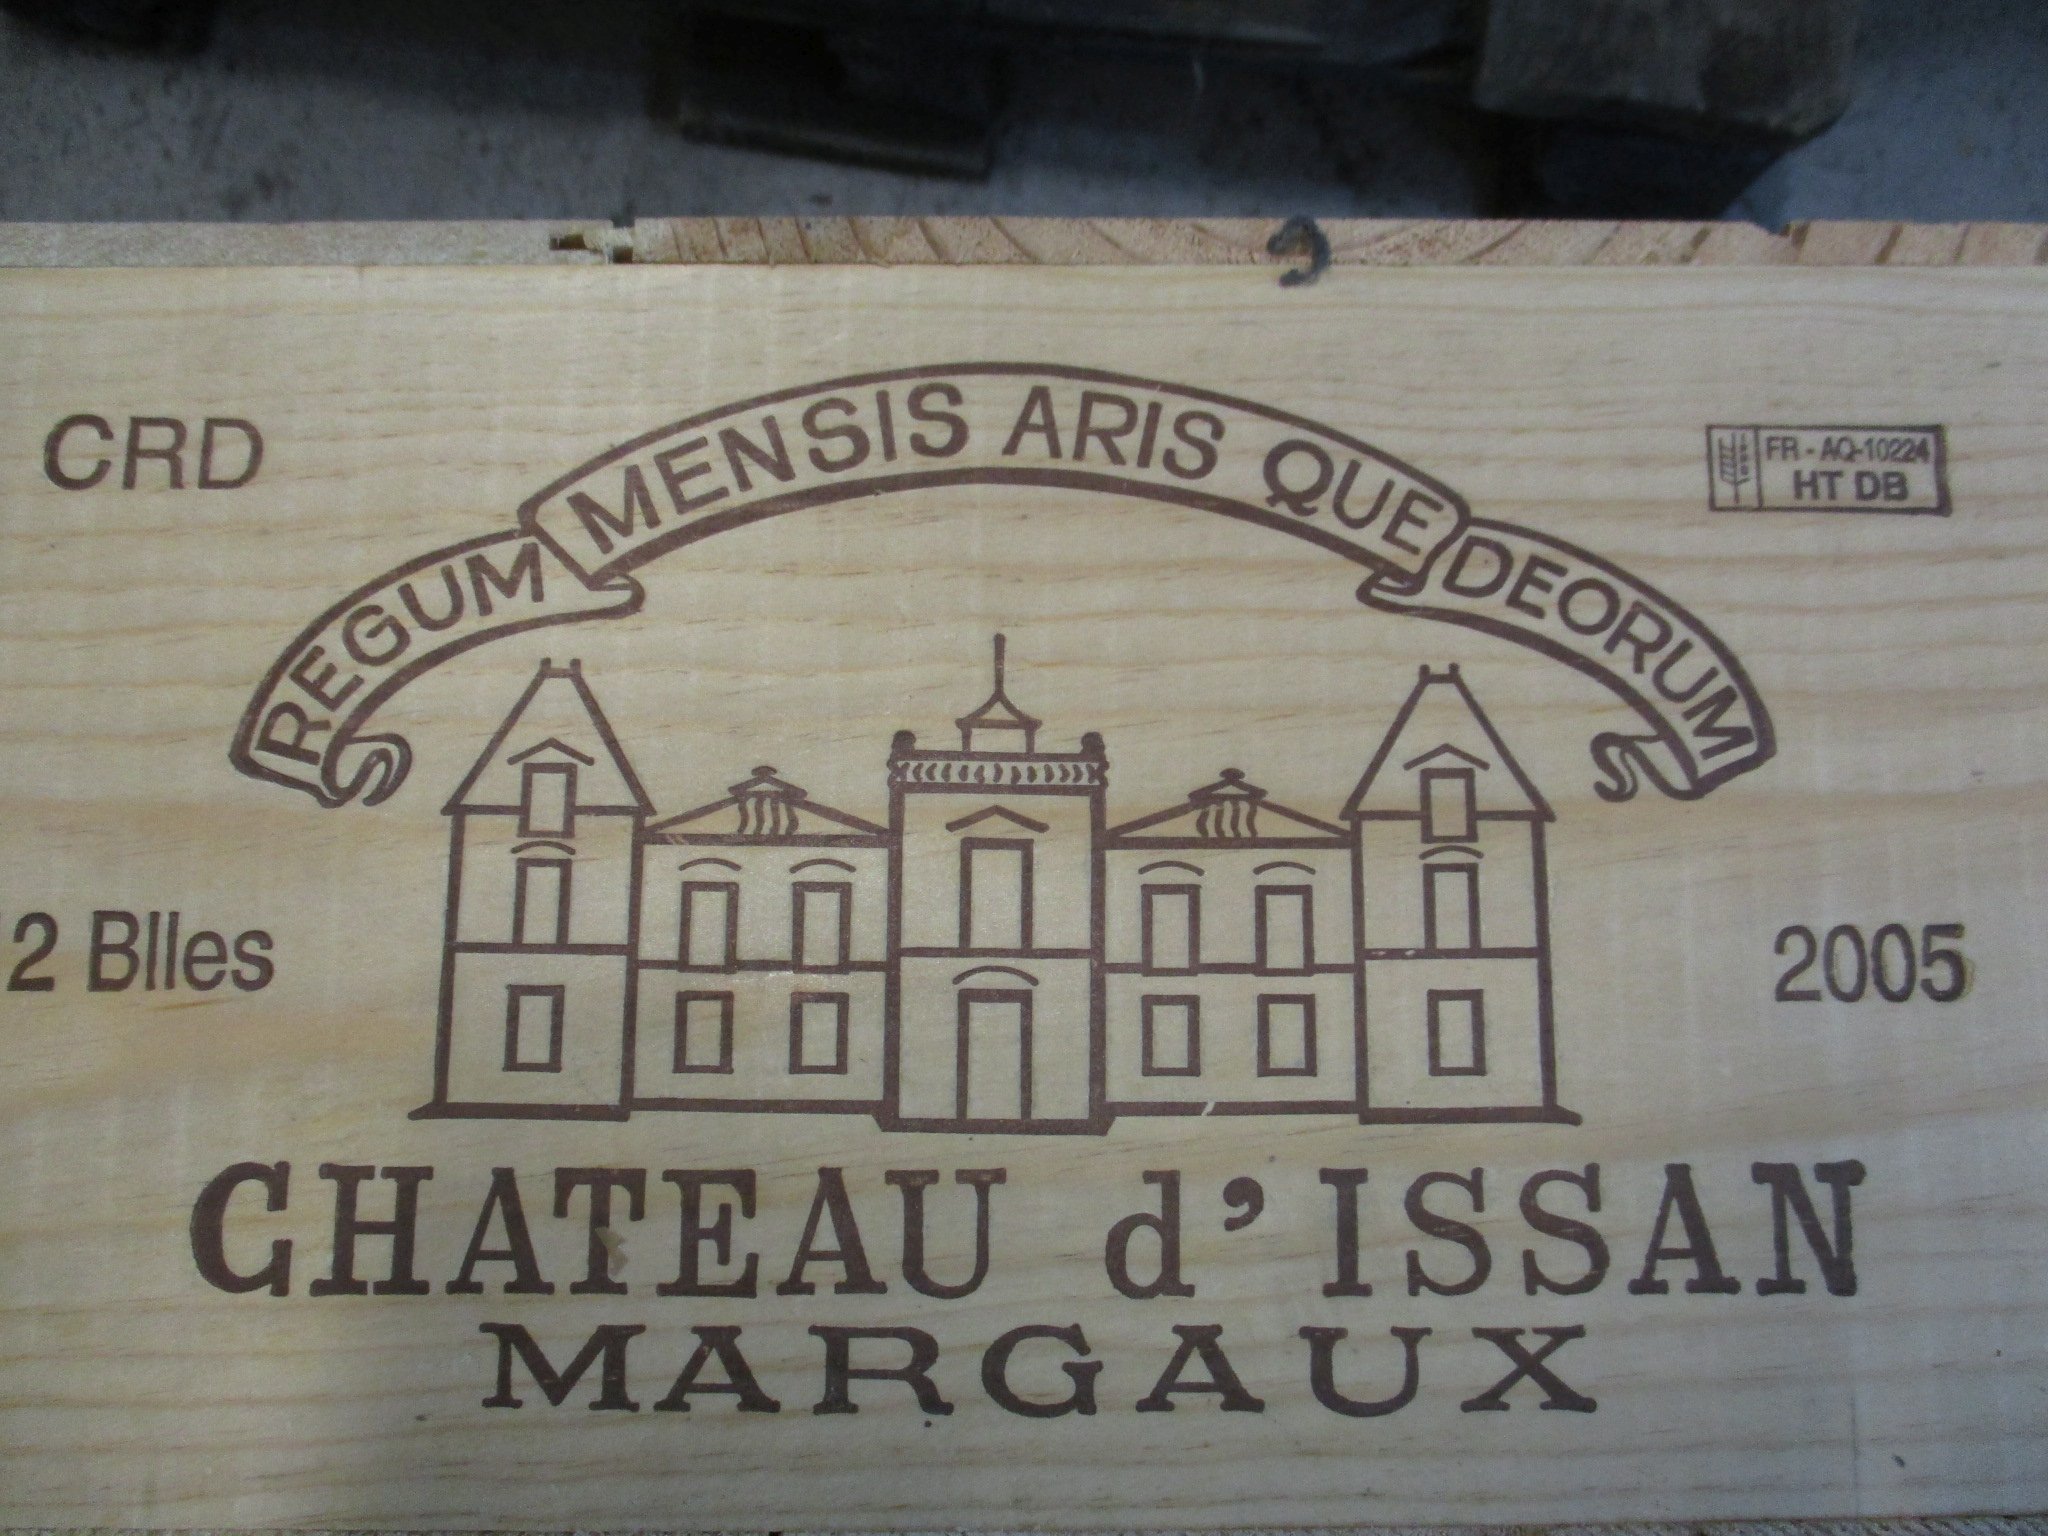 REGUM MENSIS ARIS QUE DEORUM
CRD
FR - AQ-10224
HT DB
2 Blles
2005
CHATEAU d'ISSAN
MARGAUX